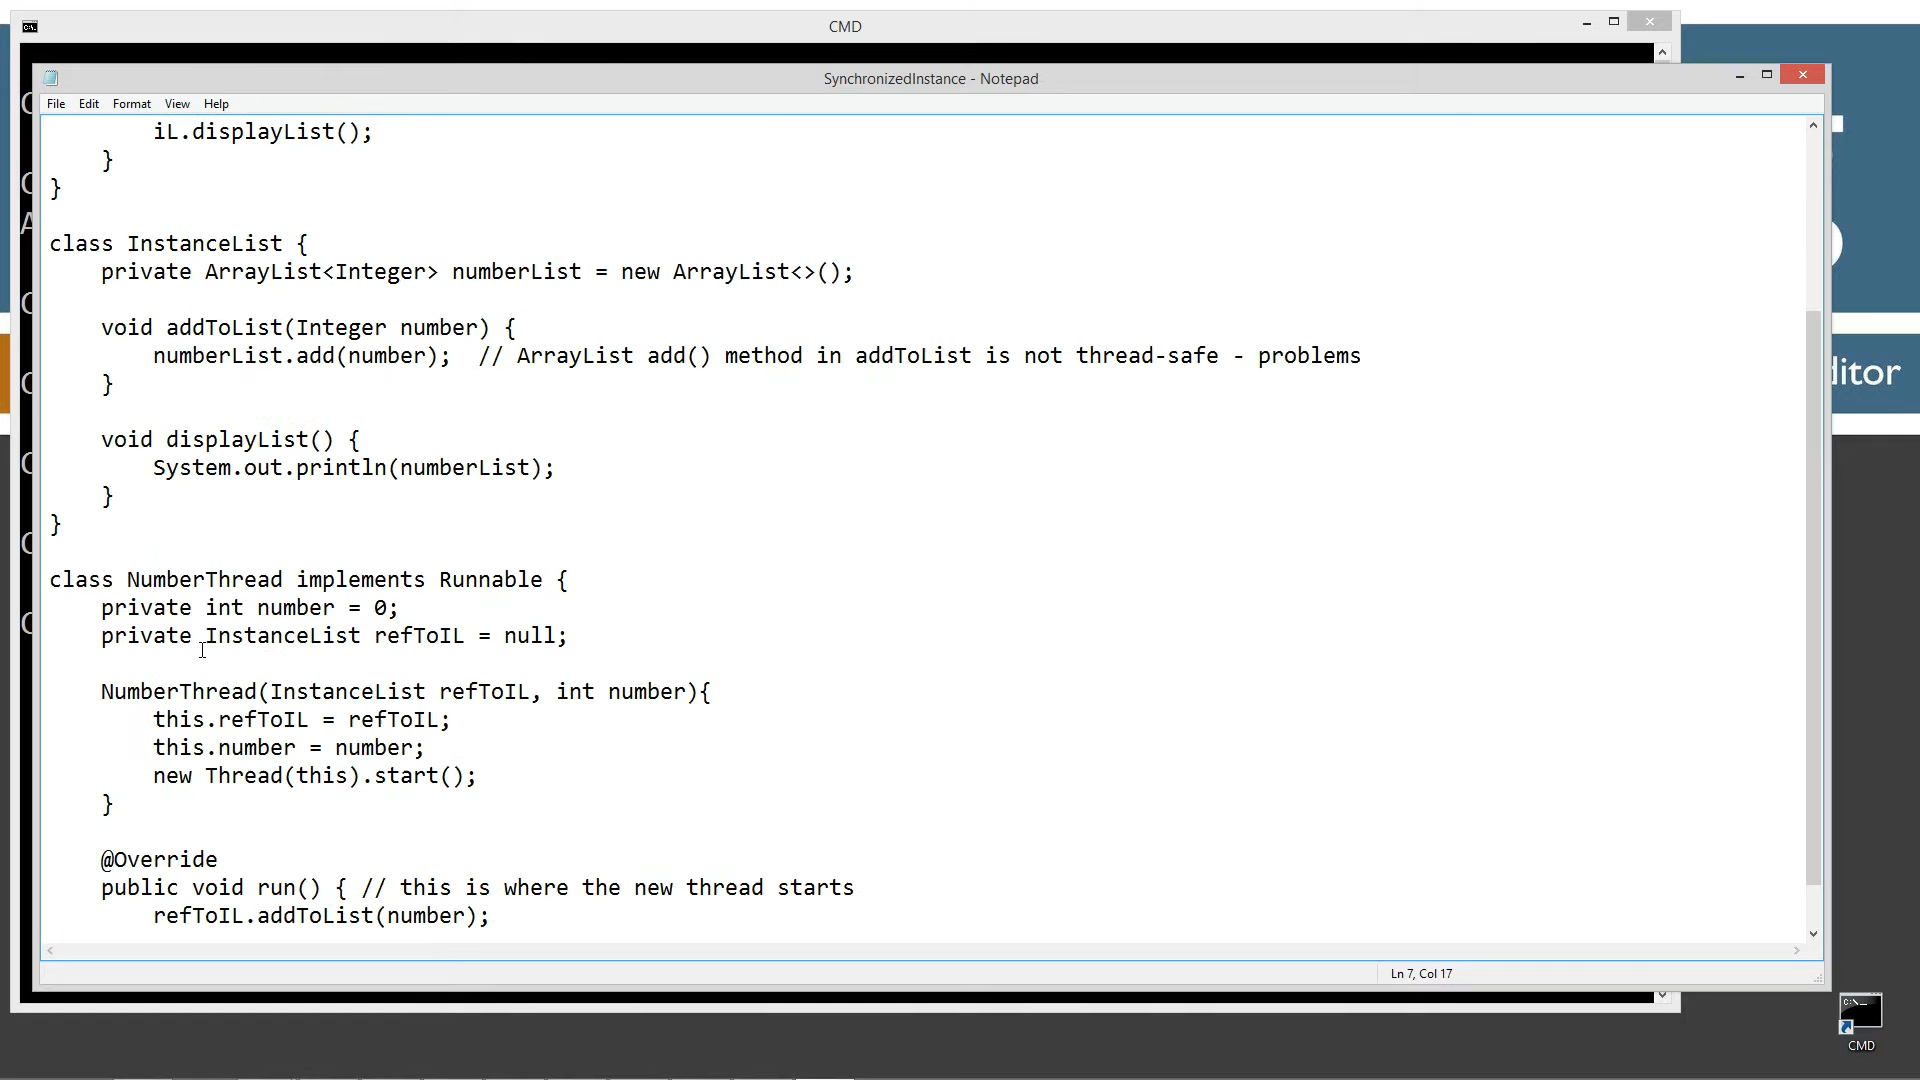 CMD
SynchronizedInstance - Notepad
File Edit Format View Help
iL.displayList();
}
}
class InstanceList {
private ArrayList<Integer> numberList = new ArrayList<>();
void addToList(Integer number) {
numberList.add(number);  // ArrayList add() method in addToList is not thread-safe - problems
}
void displayList() {
System.out.println(numberList);
}
}
class NumberThread implements Runnable {
private int number = 0;
private InstanceList refToIL = null;
NumberThread(InstanceList refToIL, int number){
this.refToIL = refToIL;
this.number = number;
new Thread(this).start();
}
@Override
public void run() { // this is where the new thread starts
refToIL.addToList(number);
Ln 7, Col 17
ditor
CMD